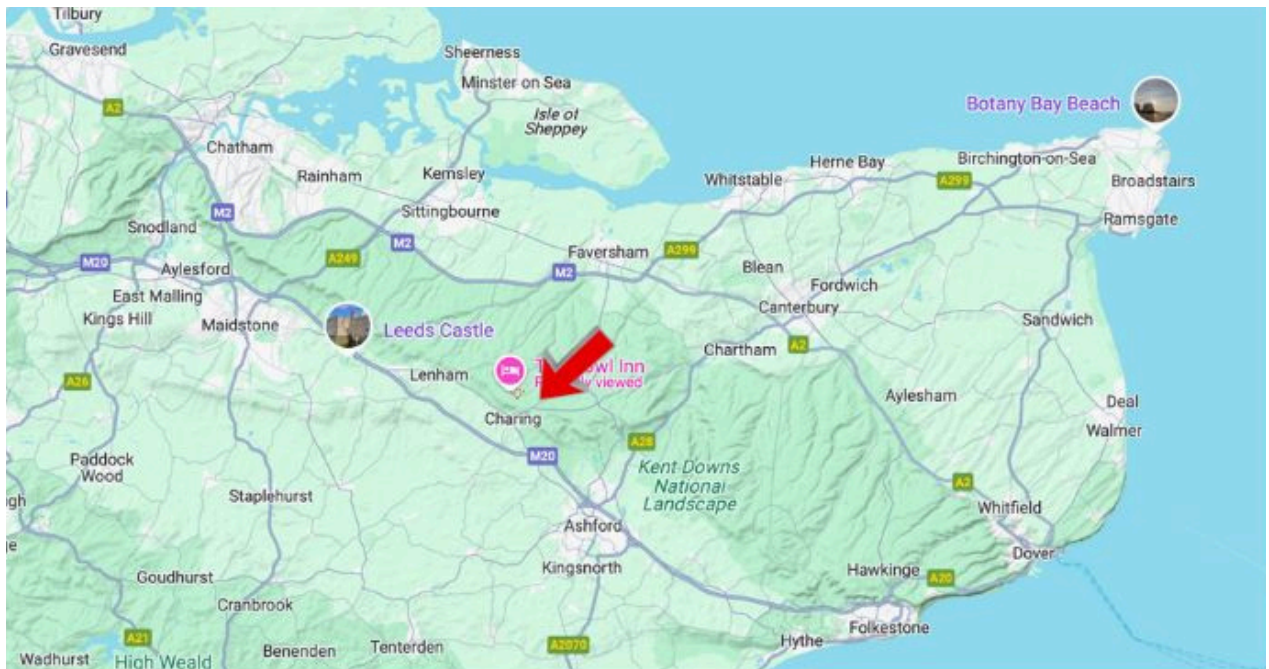 Tilbury
Gravesend
Sheerness
Minster on Sea
Botany Bay Beach
A2
Isle of
Sheppey
Chatham
Rainham
Kemsley
Whitstable
Herne Bay
Birchington-on-Sea
A299
Broadstairs
Snodland
M2
Sittingbourne
Ramsgate
M20
Aylesford
A249
M2
Faversham
A299
M2
Blean
Fordwich
East Malling
Kings Hill
Maidstone
Leeds Castle
Canterbury
Sandwich
A26
Lenham
Inn
viewed
Chartham
A2
Aylesham
Deal
Walmer
Charing
A28
M20
Paddock
Wood
Staplehurst
Kent Downs
National
Landscape
A2
Whitfield
Ashford
Kingsnorth
Dover
Goudhurst
Hawkinge
A20
Cranbrook
Folkestone
A21
Benenden
Tenterden
A2070
Hythe
Wadhurst
High Weald